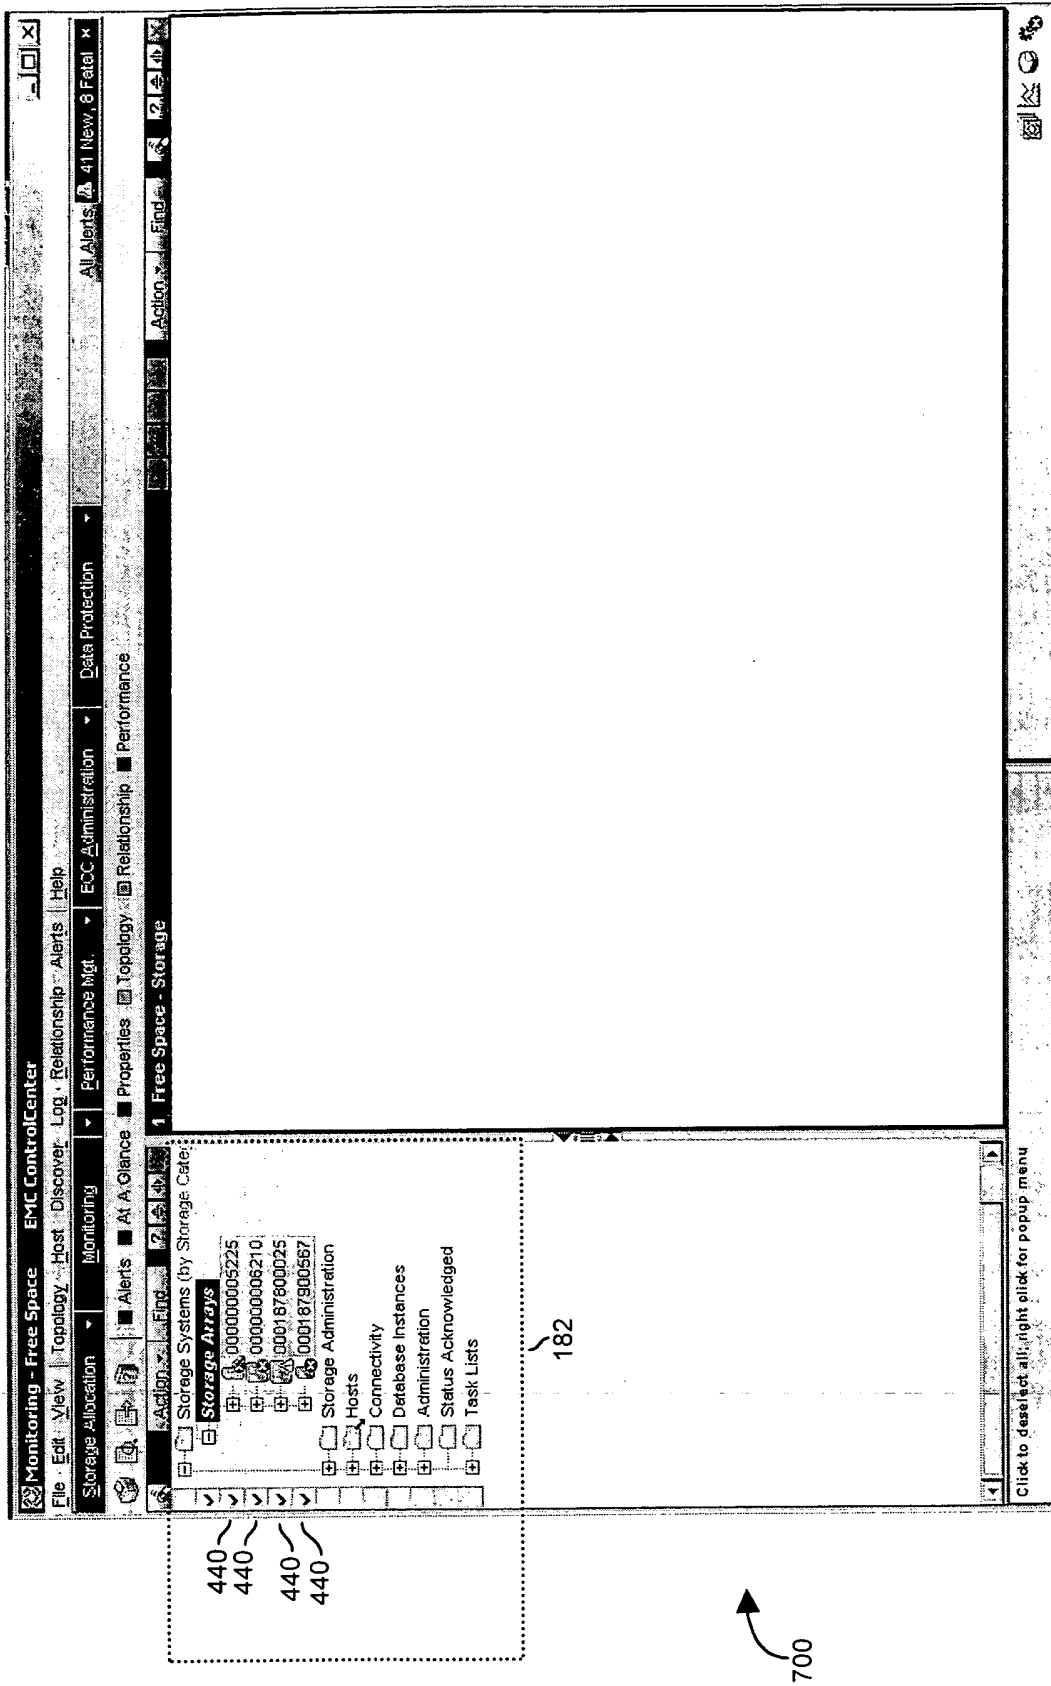 Monitoring - Free Space EMC ControlCenter
File Edit View Topology Host Discover Log Relationship Alerts Help
Storage Allocation Monitoring Performance Mgt. ECC Administration Data Protection All Alerts 41 New, 8 Fatal ×
Alerts At A Glance Properties Topology Relationship Performance
Action Find ?
1 Free Space - Storage Action Find ?
Storage Systems (by Storage Cate
Storage Arrays
000000005225
000000006210
000187800025
000187900567
Storage Administration
Hosts
Connectivity
Database Instances
Administration
Status Acknowledged
Task Lists
440
440
440
440
182
700
Click to deselect all; right click for popup menu